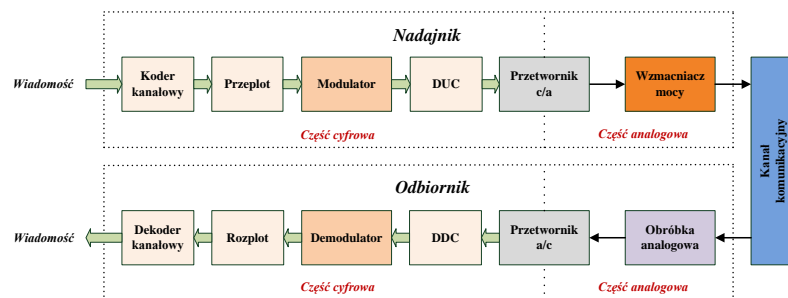 Nadajnik
Wiadomość
Koder
kanałowy
Przeplot
Modulator
DUC
Przetwornik
c/a
Wzmacniacz
mocy
Część cyfrowa
Część analogowa
Kanał
komunikacyjny
Odbiornik
Wiadomość
Dekoder
kanałowy
Rozplot
Demodulator
DDC
Przetwornik
a/c
Obróbka
analogowa
Część cyfrowa
Część analogowa